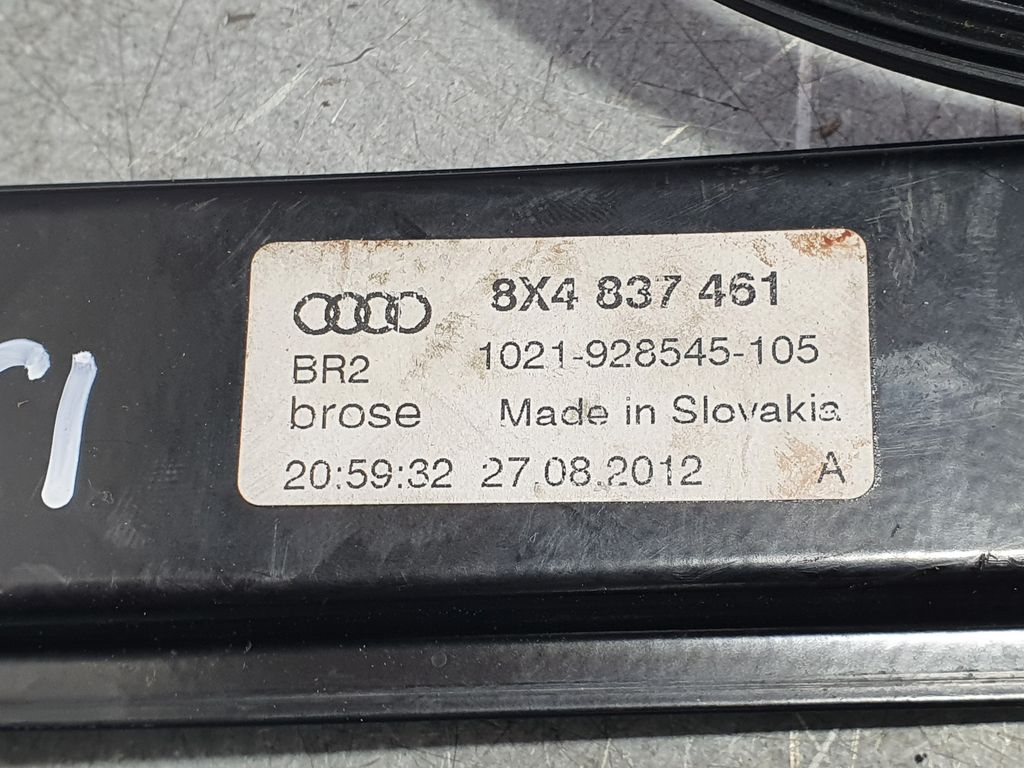 8X4 837 461
BR2 1021-928545-105
brose Made in Slovakia
20:59:32 27.08.2012 A